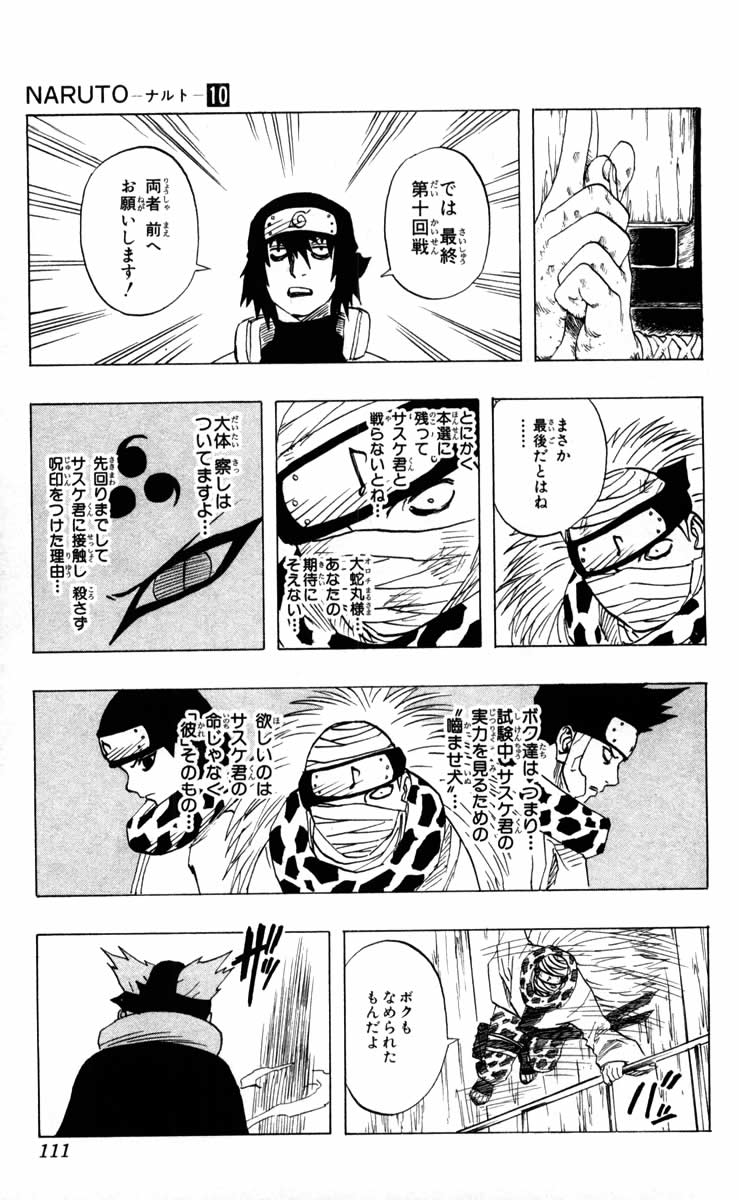 NARUTO
―ナルト―
10
では 最終
第十回戦
両者 前へ
お願いします!
まさか
最後だとはね
……
とにかく
本選に
残って
サスケ君と
戦らないとね…
大蛇丸様…
あなたの
期待に
そえない!
大体 察しは
ついてますよ…
先回りまでして
サスケ君に接触し 殺さず
呪印をつけた理由…
ボク達は つまり…
試験中、サスケ君の
実力を見るための
“噛ませ犬”…
欲しいのは
サスケ君の
命じゃなく
「彼」そのもの…
ボクも
なめられた
もんだよ
バッ
111